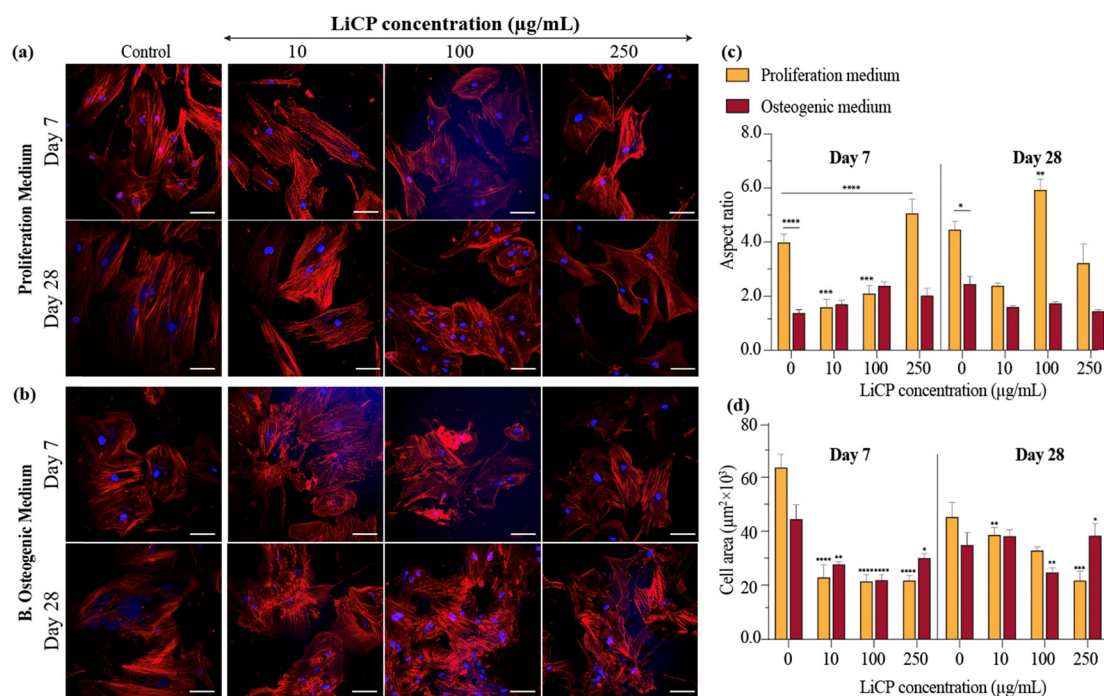 LiCP concentration (µg/mL)
(a)
Control
10
100
250
Proliferation Medium
Day 7
Day 28
(b)
B. Osteogenic Medium
Day 7
Day 28
(c)
Proliferation medium
Osteogenic medium
8.0
6.0
4.0
2.0
0.0
Aspect ratio
Day 7
Day 28
****
****
***
***
*
**
0 10 100 250 0 10 100 250
LiCP concentration (µg/mL)
(d)
80
60
40
20
0.0
Cell area (µm²×10³)
Day 7
Day 28
**** ** ******** **** *
** ** *** *
0 10 100 250 0 10 100 250
LiCP concentration (µg/mL)